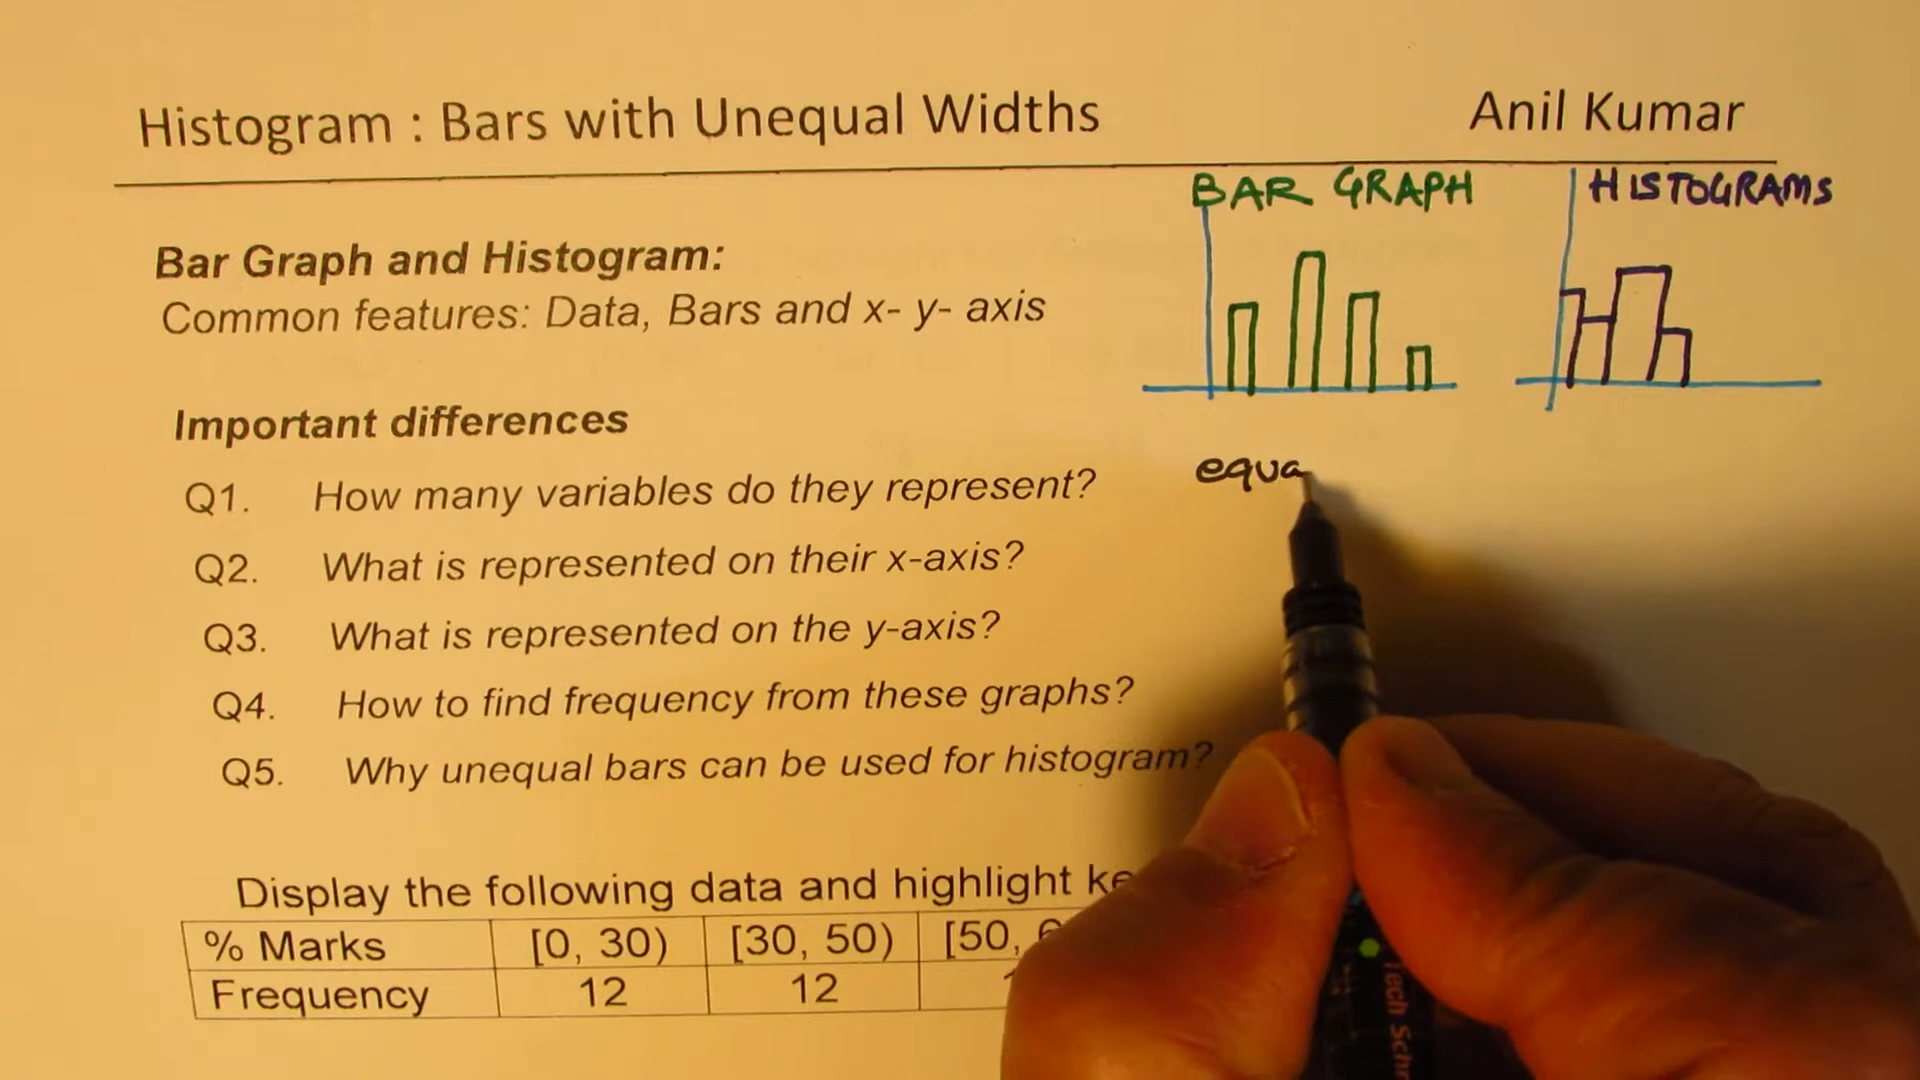 Histogram : Bars with Unequal Widths
Anil Kumar
BAR GRAPH
HISTOGRAMS
Bar Graph and Histogram:
Common features: Data, Bars and x- y- axis
Important differences
equa
Q1. How many variables do they represent?
Q2. What is represented on their x-axis?
Q3. What is represented on the y-axis?
Q4. How to find frequency from these graphs?
Q5. Why unequal bars can be used for histogram?
Display the following data and highlight
% Marks [0, 30) [30, 50) [50,
Frequency 12 12